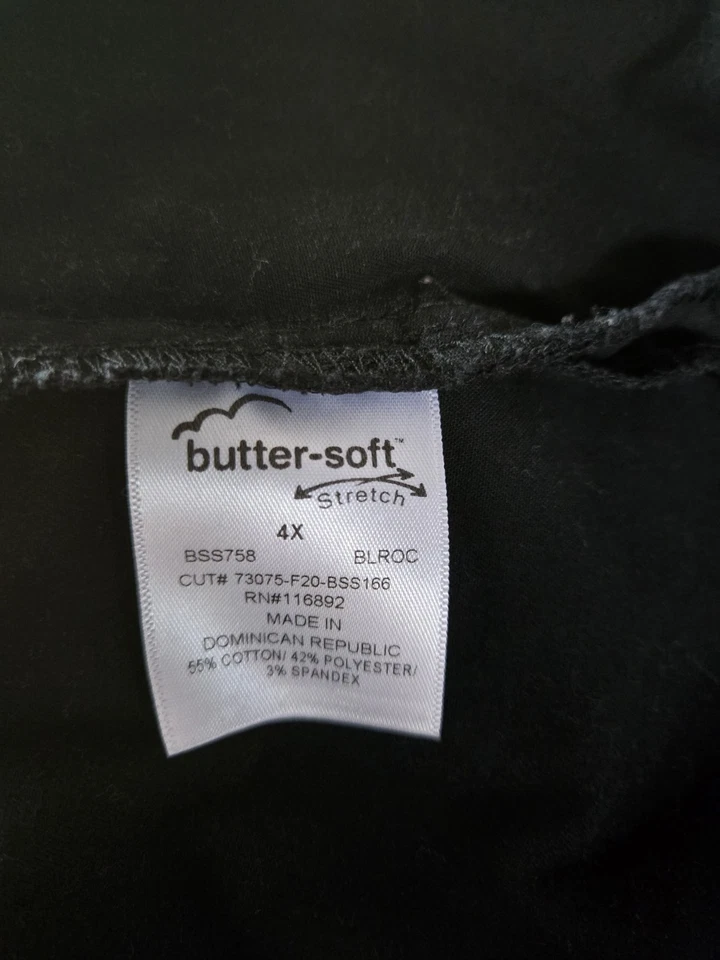 butter-soft™
Stretch
4X
BSS758 BLROC
CUT# 73075-F20-BSS166
RN#116892
MADE IN
DOMINICAN REPUBLIC
55% COTTON/ 42% POLYESTER/
3% SPANDEX